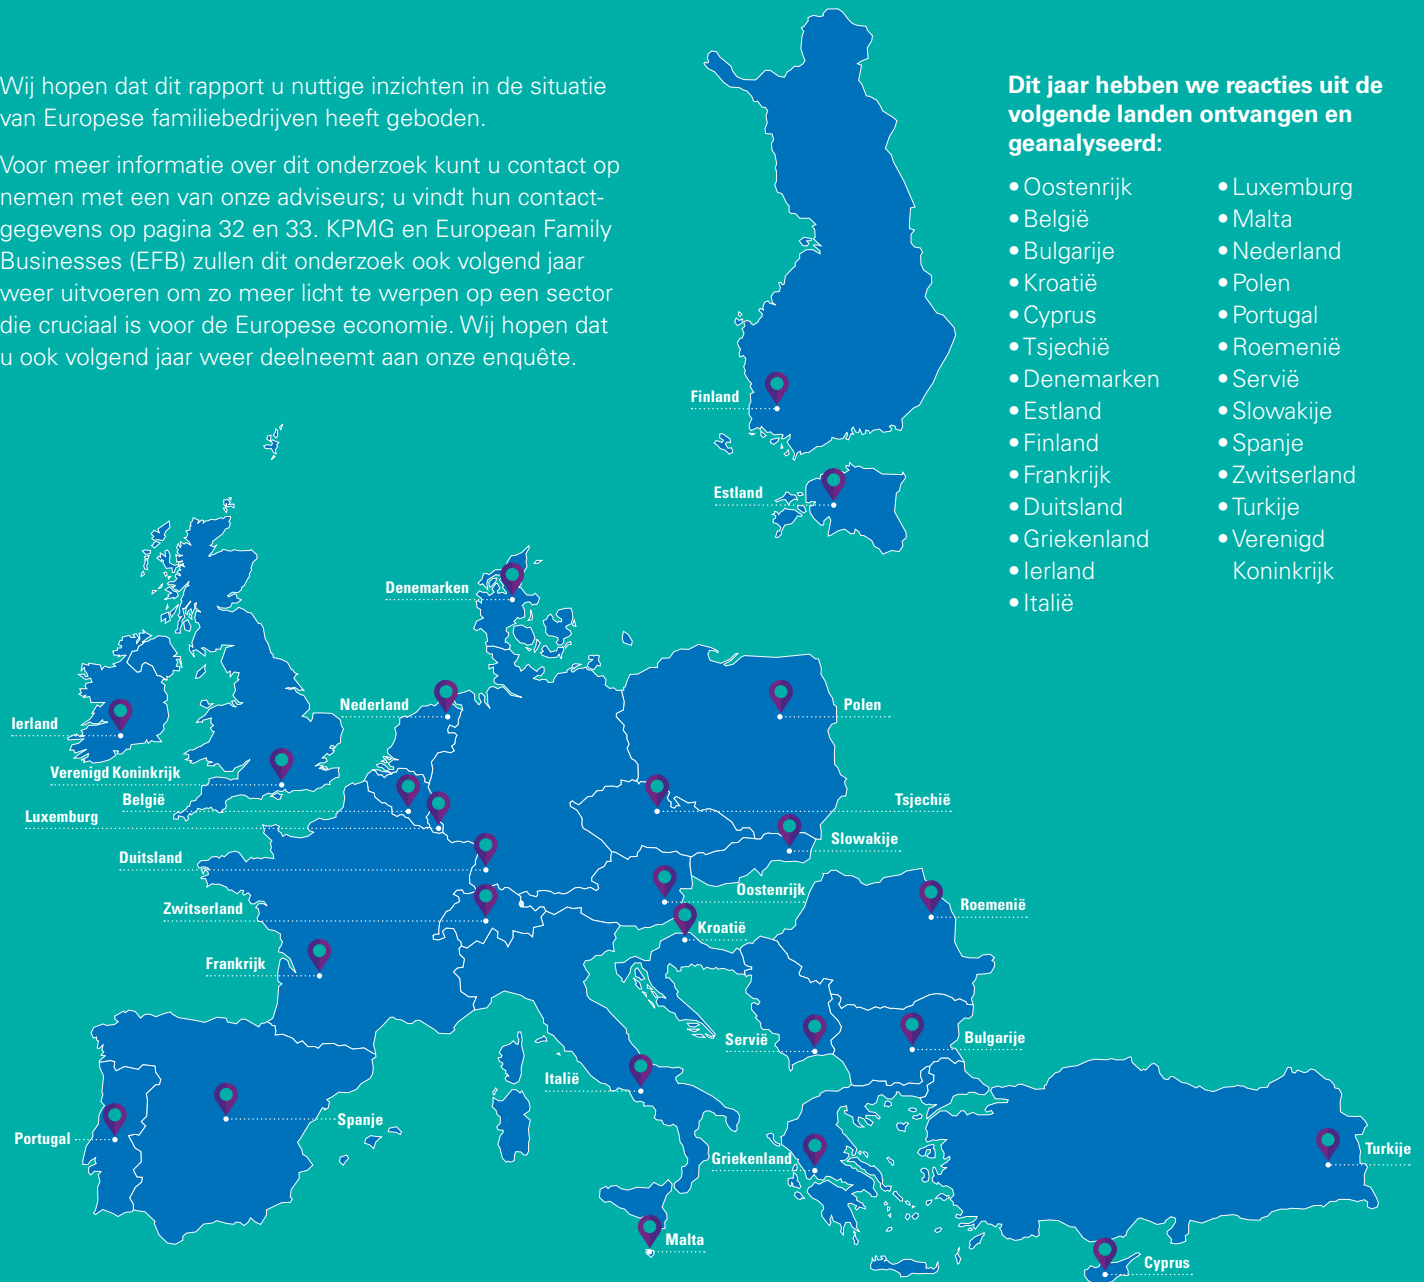 Wij hopen dat dit rapport u nuttige inzichten in de situatie
van Europese familiebedrijven heeft geboden.
Voor meer informatie over dit onderzoek kunt u contact op
nemen met een van onze adviseurs; u vindt hun contact-
gegevens op pagina 32 en 33. KPMG en European Family
Businesses (EFB) zullen dit onderzoek ook volgend jaar
weer uitvoeren om zo meer licht te werpen op een sector
die cruciaal is voor de Europese economie. Wij hopen dat
u ook volgend jaar weer deelneemt aan onze enquête.
Dit jaar hebben we reacties uit de
volgende landen ontvangen en
geanalyseerd:
• Oostenrijk
• België
• Bulgarije
• Kroatië
• Cyprus
• Tsjechië
• Denemarken
• Estland
• Finland
• Frankrijk
• Duitsland
• Griekenland
• Ierland
• Italië
• Luxemburg
• Malta
• Nederland
• Polen
• Portugal
• Roemenië
• Servië
• Slowakije
• Spanje
• Zwitserland
• Turkije
• Verenigd
Koninkrijk
Finland
Estland
Denemarken
Nederland
Polen
Ierland
Verenigd Koninkrijk
België
Tsjechië
Luxemburg
Slowakije
Duitsland
Oostenrijk
Roemenië
Zwitserland
Kroatië
Frankrijk
Servië
Bulgarije
Italië
Spanje
Portugal
Griekenland
Turkije
Malta
Cyprus